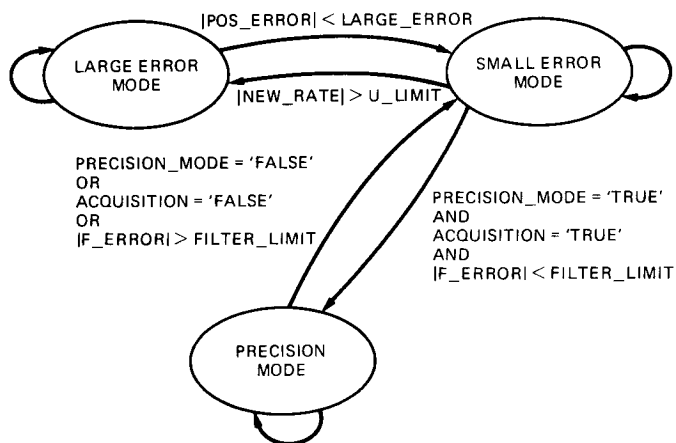 |POS_ERROR| < LARGE_ERROR
LARGE ERROR
MODE
SMALL ERROR
MODE
|NEW_RATE| > U_LIMIT
PRECISION_MODE = 'FALSE'
OR
ACQUISITION = 'FALSE'
OR
|F_ERROR| > FILTER_LIMIT
PRECISION_MODE = 'TRUE'
AND
ACQUISITION = 'TRUE'
AND
|F_ERROR| < FILTER_LIMIT
PRECISION
MODE